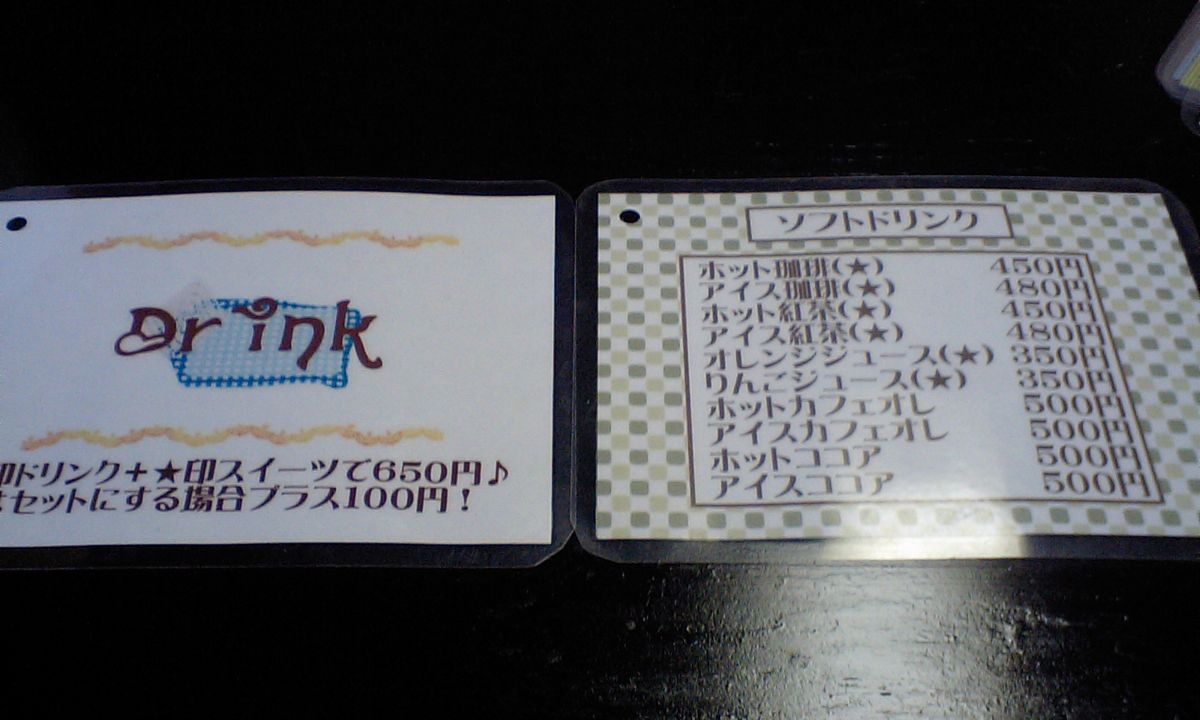 Drink
印ドリンク+★印スイーツで650円♪
セットにする場合プラス100円!
ソフトドリンク
ホット珈琲(★) 450円
アイス珈琲(★) 480円
ホット紅茶(★) 450円
アイス紅茶(★) 480円
オレンジジュース(★) 350円
りんごジュース(★) 350円
ホットカフェオレ 500円
アイスカフェオレ 500円
ホットココア 500円
アイスココア 500円